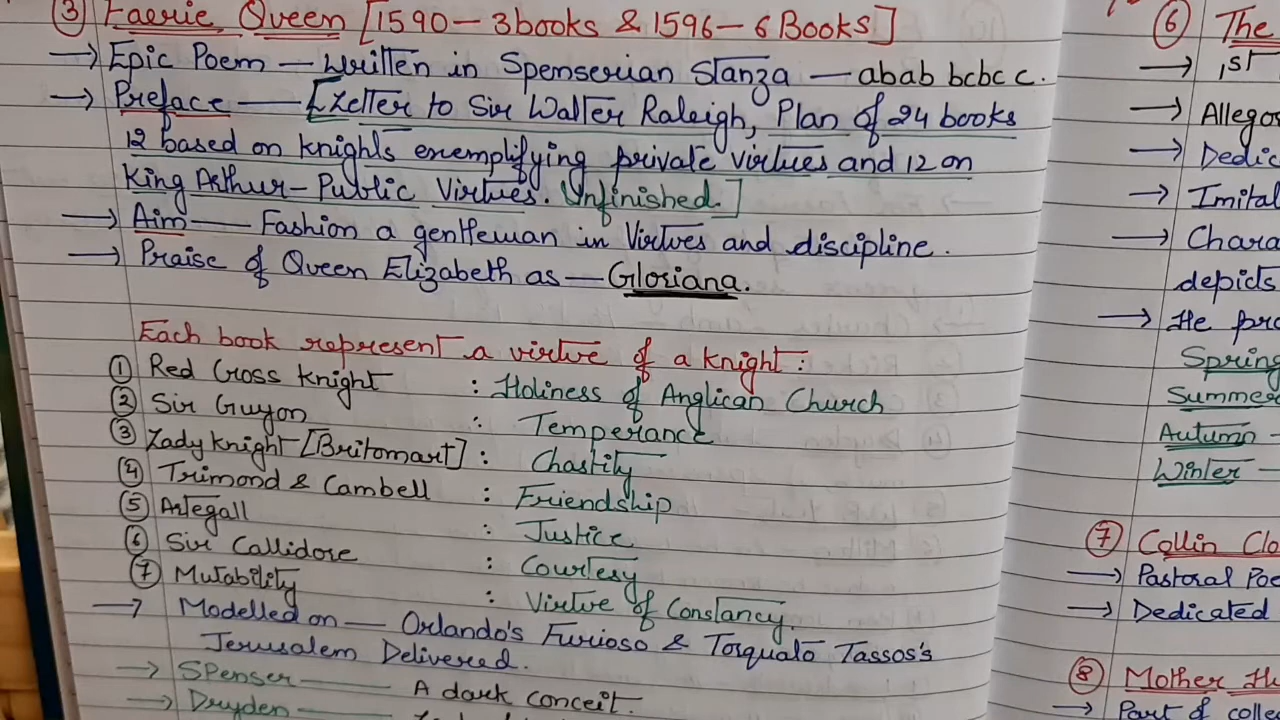 ③ Faerie Queen [1590 - 3 books & 1596 - 6 Books]
→ Epic Poem - written in Spenserian Stanza - abab bcbc c.
→ Preface - [Letter to Sir Walter Raleigh, Plan of 24 books
12 based on knights exemplifying private virtues and 12 on
King Arthur - Public Virtues. Unfinished.]
→ Aim - Fashion a gentleman in Virtues and discipline.
→ Praise of Queen Elizabeth as - Gloriana.
Each book represent a virtue of a knight:
① Red Cross Knight : Holiness of Anglican Church
② Sir Guyon : Temperance
③ Lady Knight [Britomart] : Chastity
④ Trimond & Cambell : Friendship
⑤ Artegall : Justice
⑥ Sir Callidore : Courtesy
⑦ Mutability : Virtue of Constancy.
→ Modelled on - Orlando's Furioso & Torquato Tassos's
Jerusalem Delivered.
→ SPenser - A dark conceit.
→ Dryden -
⑥ The
→ 1st
→ Allegor
→ Dedic
→ Imitat
→ Chara
depicts
→ He pro
Spring
Summer
Autumn -
Winter -
⑦ Collin Clo
→ Pastoral Poe
→ Dedicated
⑧ Mother Hu
→ Part of colle